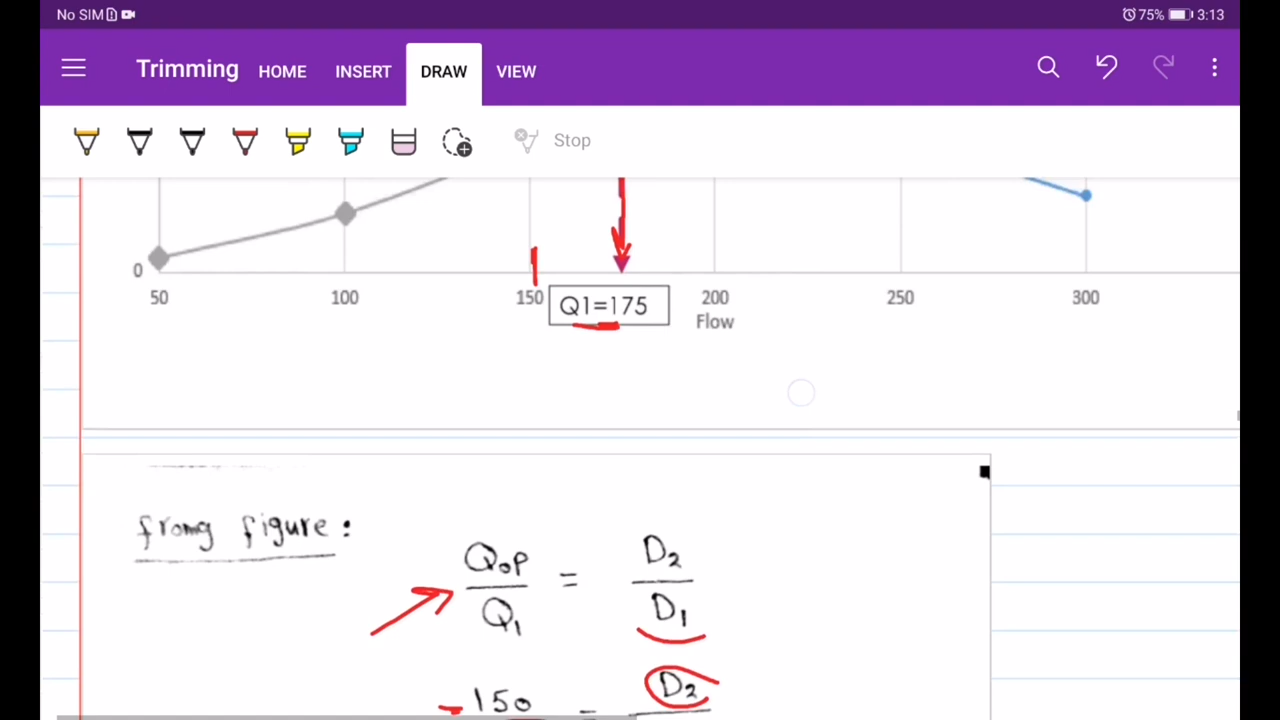 No SIM 75% 3:13
Trimming HOME INSERT DRAW VIEW
Stop
0
50 100 150 200 250 300
Q1=175
Flow
from figure:
Qop / Q1 = D2 / D1
150 = D2